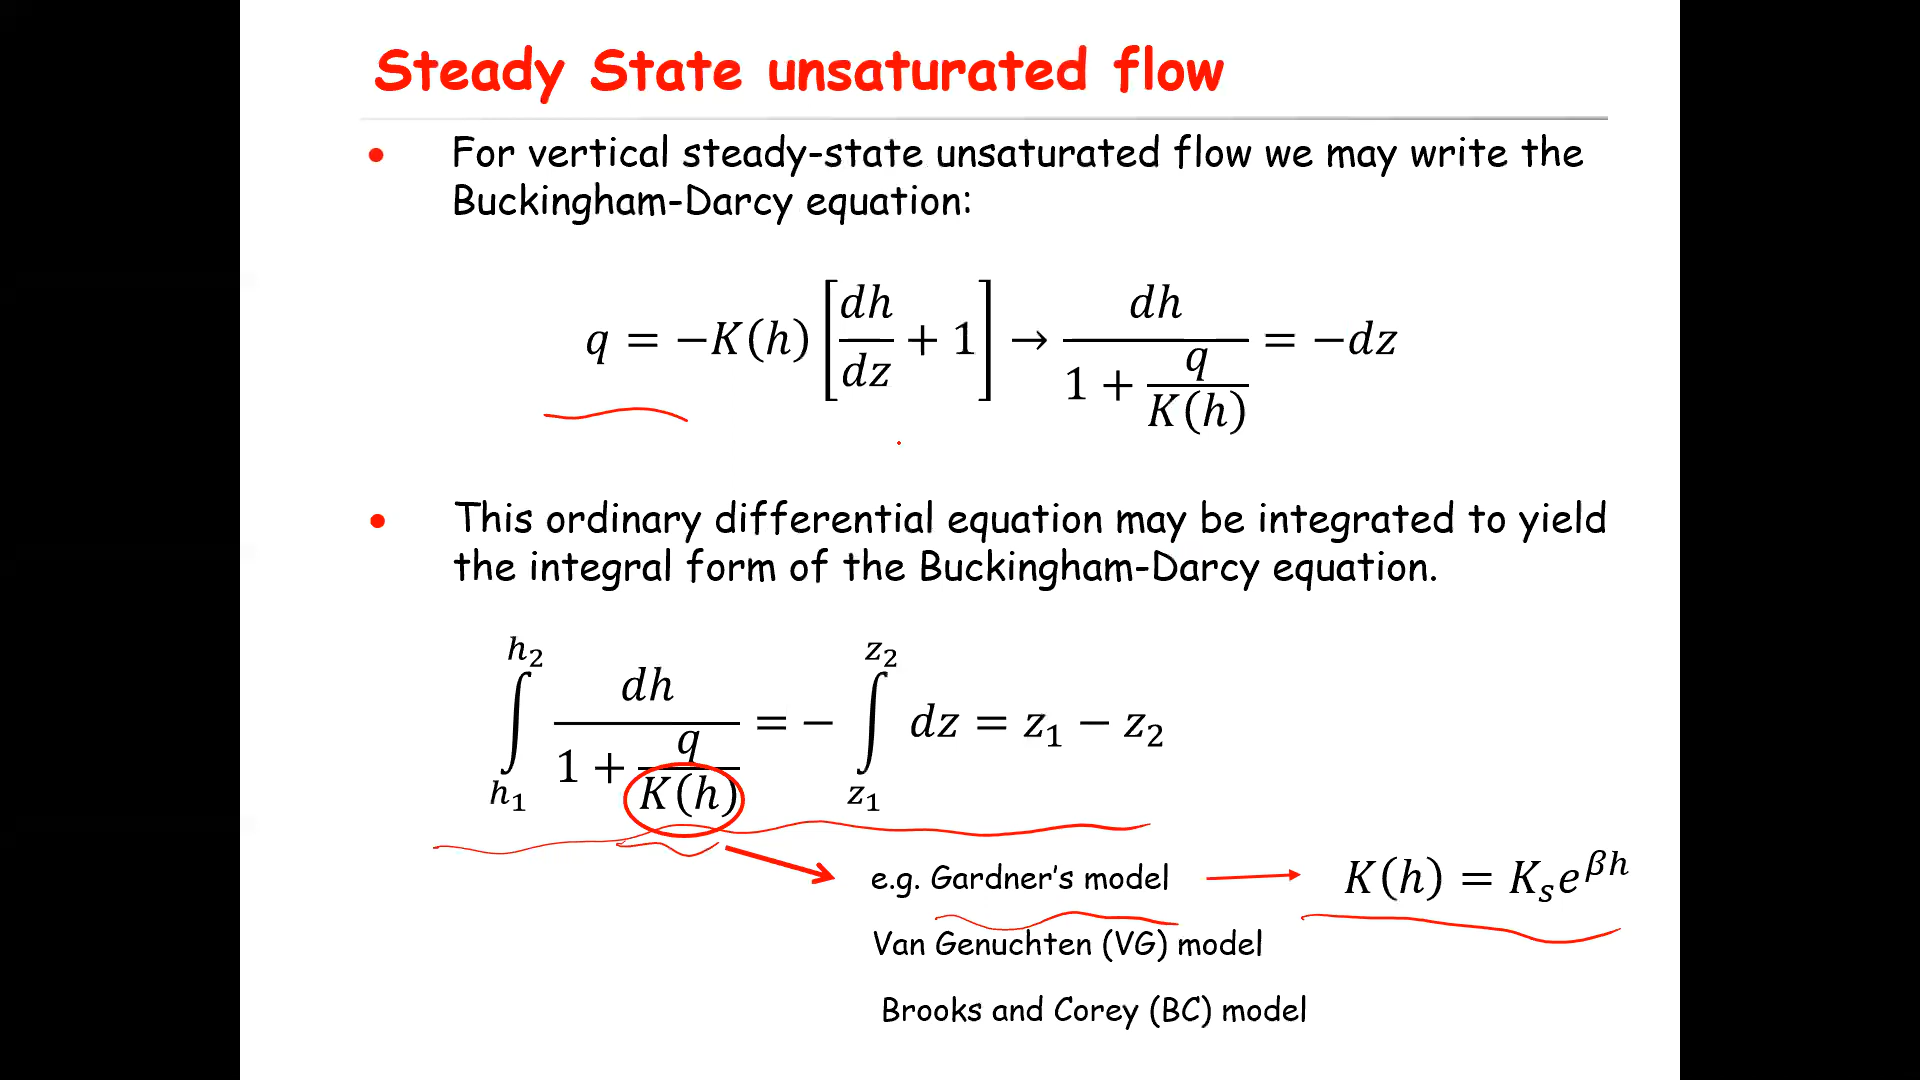 Steady State unsaturated flow
• For vertical steady-state unsaturated flow we may write the
Buckingham-Darcy equation:
q = −K(h) [dh/dz + 1] → dh / (1 + q/K(h)) = −dz
• This ordinary differential equation may be integrated to yield
the integral form of the Buckingham-Darcy equation.
∫_{h₁}^{h₂} dh / (1 + q/K(h)) = − ∫_{z₁}^{z₂} dz = z₁ − z₂
e.g. Gardner's model → K(h) = K_s e^{βh}
Van Genuchten (VG) model
Brooks and Corey (BC) model